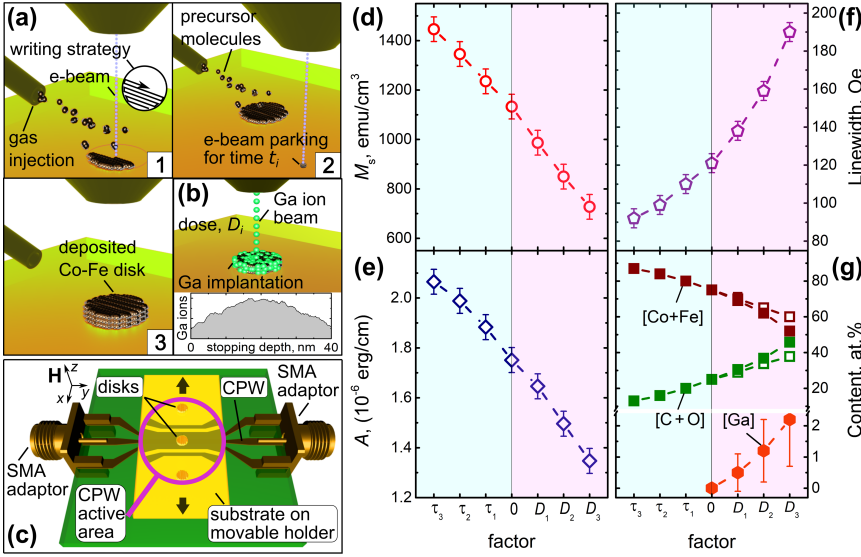 (a)
writing strategy
e-beam
gas
injection
1
precursor
molecules
e-beam parking
for time tᵢ
2
deposited
Co-Fe disk
3
(b)
Ga ion
beam
dose, Dᵢ
Ga implantation
Ga ions
0
40
stopping depth, nm
(c)
H
z
y
x
disks
CPW
SMA
adaptor
SMA
adaptor
CPW
active
area
substrate on
movable holder
(d)
Mₛ, emu/cm³
1400
1200
1000
800
600
(e)
A, (10⁻⁶ erg/cm)
2.0
1.8
1.6
1.4
1.2
τ₃ τ₂ τ₁ 0 D₁ D₂ D₃
factor
(f)
Linewidth, Oe
200
180
160
140
120
100
80
(g)
[Co+Fe]
[C+O]
[Ga]
Content, at.%
80
60
40
20
2
1
0
τ₃ τ₂ τ₁ 0 D₁ D₂ D₃
factor